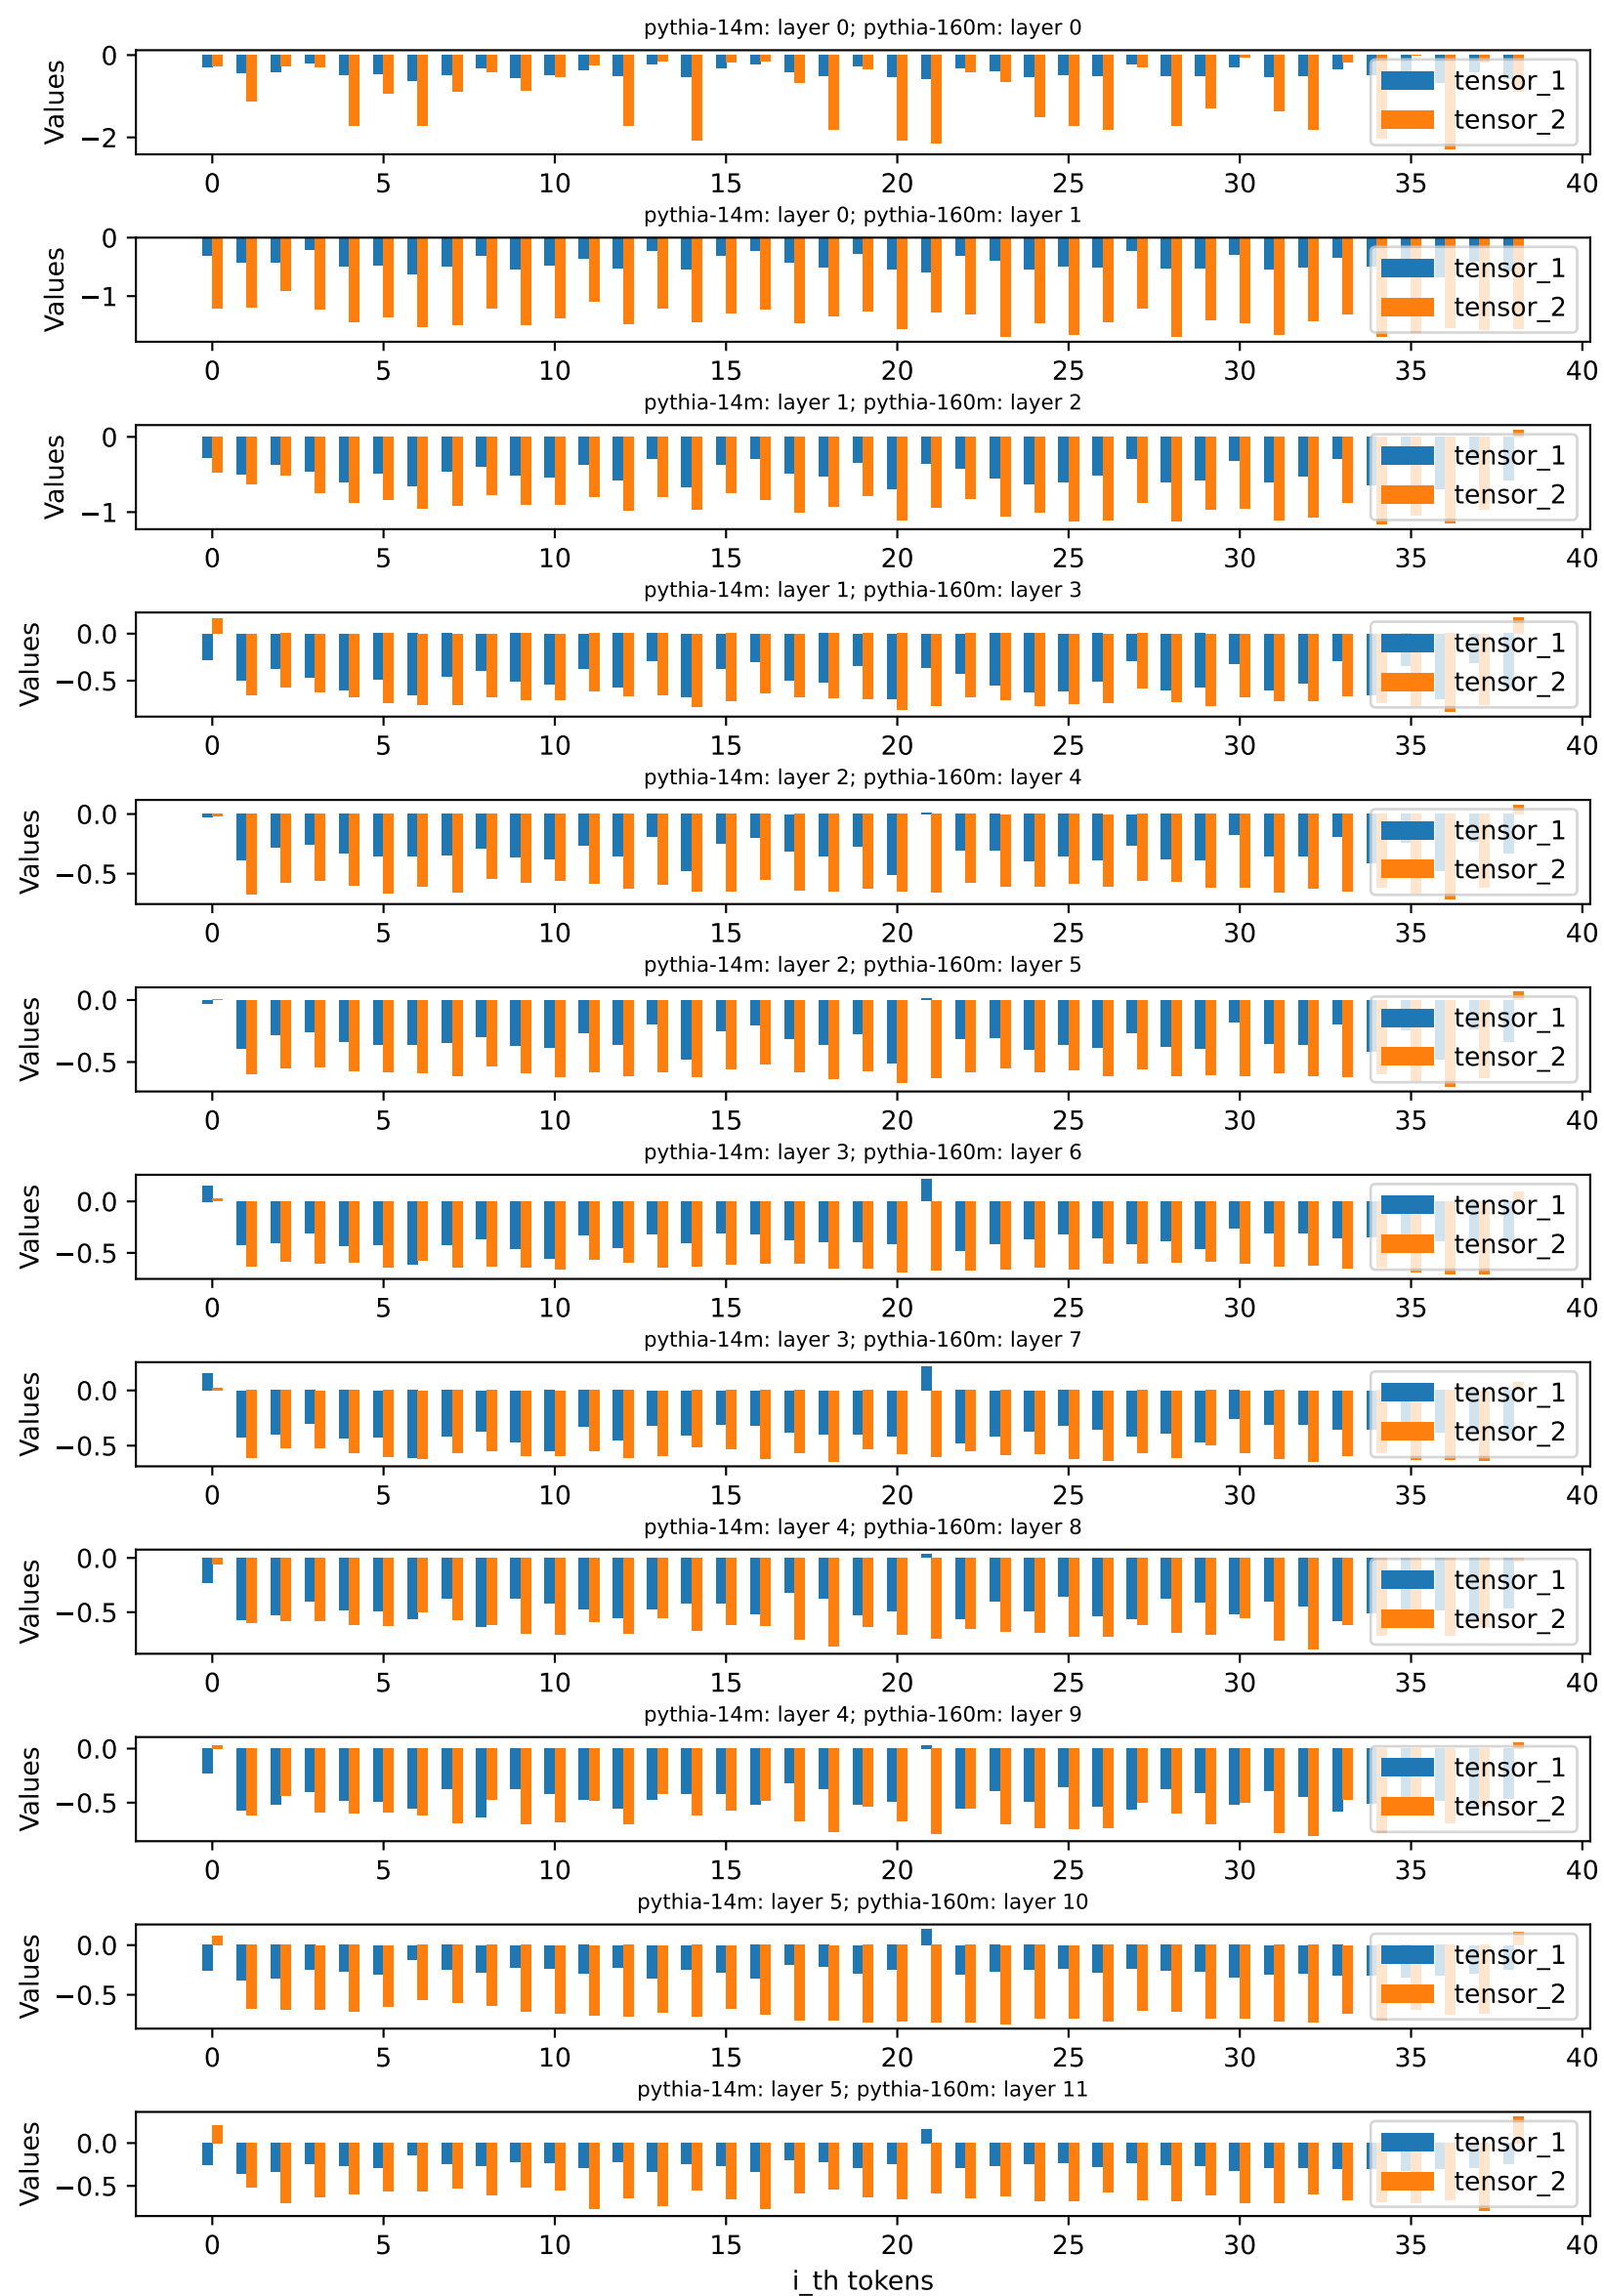 pythia-14m: layer 0; pythia-160m: layer 0
Values
0
−2
tensor_1
tensor_2
0 5 10 15 20 25 30 35 40
pythia-14m: layer 0; pythia-160m: layer 1
Values
0
−1
tensor_1
tensor_2
0 5 10 15 20 25 30 35 40
pythia-14m: layer 1; pythia-160m: layer 2
Values
0
−1
tensor_1
tensor_2
0 5 10 15 20 25 30 35 40
pythia-14m: layer 1; pythia-160m: layer 3
Values
0.0
−0.5
tensor_1
tensor_2
0 5 10 15 20 25 30 35 40
pythia-14m: layer 2; pythia-160m: layer 4
Values
0.0
−0.5
tensor_1
tensor_2
0 5 10 15 20 25 30 35 40
pythia-14m: layer 2; pythia-160m: layer 5
Values
0.0
−0.5
tensor_1
tensor_2
0 5 10 15 20 25 30 35 40
pythia-14m: layer 3; pythia-160m: layer 6
Values
0.0
−0.5
tensor_1
tensor_2
0 5 10 15 20 25 30 35 40
pythia-14m: layer 3; pythia-160m: layer 7
Values
0.0
−0.5
tensor_1
tensor_2
0 5 10 15 20 25 30 35 40
pythia-14m: layer 4; pythia-160m: layer 8
Values
0.0
−0.5
tensor_1
tensor_2
0 5 10 15 20 25 30 35 40
pythia-14m: layer 4; pythia-160m: layer 9
Values
0.0
−0.5
tensor_1
tensor_2
0 5 10 15 20 25 30 35 40
pythia-14m: layer 5; pythia-160m: layer 10
Values
0.0
−0.5
tensor_1
tensor_2
0 5 10 15 20 25 30 35 40
pythia-14m: layer 5; pythia-160m: layer 11
Values
0.0
−0.5
tensor_1
tensor_2
0 5 10 15 20 25 30 35 40
i_th tokens